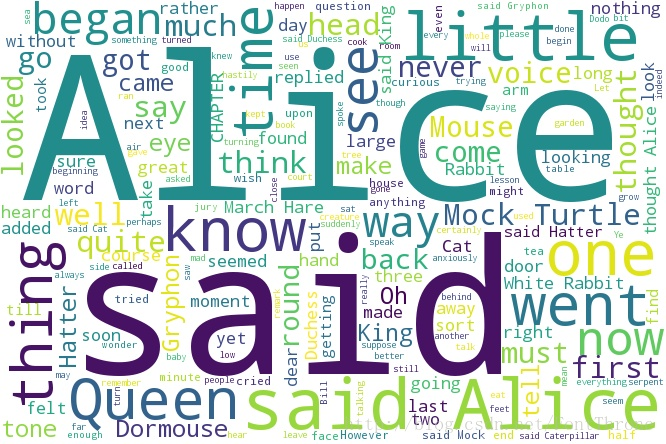 began
Alice
time
little
rather
much
head
day
nothing
question
without
go
got
came
see
said King
never
voice
long
look
looked
took
say
eye
next
CHAPTER
replied
found
curious
arm
thought
sure
great
think
make
large
Mouse
come
Rabbit
looking
thought Alice
word
wish
house
anything
might
table
heard
added
well
take
March Hare
way
Mock Turtle
said Hatter
quite
know
put
one
thing
said
course
seemed
hand
back
three
Cat
door
tea
White Rabbit
find
till
Hatter
soon
tried
moment
Gryphon
yet
round
dear
Duchess
getting
Oh
made
King
away
sort
went
right
now
must
first
felt
tone
Queen
Dormouse
minute
cried
Bill
going
last
two
tell
said Alice
However
said Mock
said Caterpillar
half
end
face
leave
hear
far
enough
turn
remember
people
low
baby
wonder
called
side
always
may
left
beginning
idea
air
gave
ran
hastily
knew
turned
something
good
seen
use
us
said Duchess
said Gryphon
happen
cook
room
every
even
whole
will
please
done
begin
Dodo
bit
trying
saying
Let
indeed
garden
though
upon
spoke
kept
book
turning
asked
tree
court
close
game
lesson
grow
gone
used
Ye
sat
suddenly
creature
speak
certainly
anxiously
jury
perhaps
said Cat
mad
saw
remark
really
suppose
better
still
behind
another
talk
talking
eat
feet
mean
everything
serpent
seem
sea